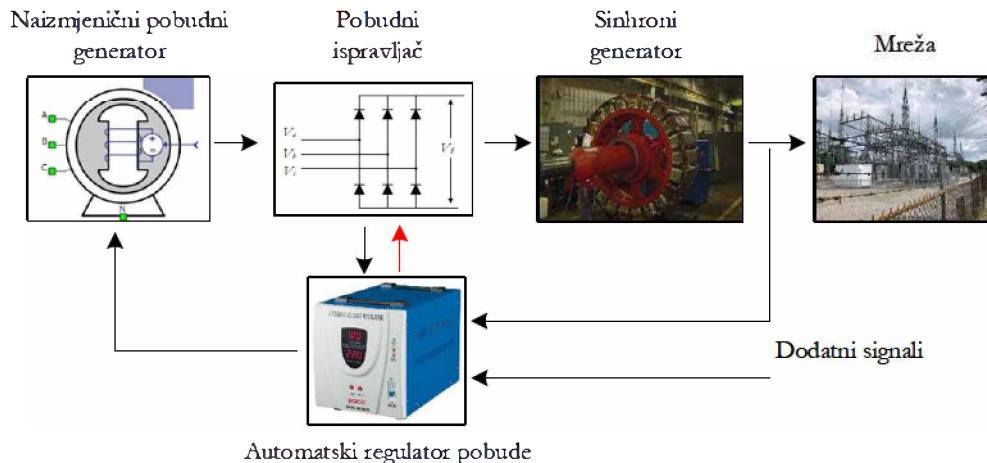 Naizmjenični pobudni
generator
Pobudni
ispravljač
Sinhroni
generator
Mreža
A
B
C
N
Dodatni signali
Automatski regulator pobude